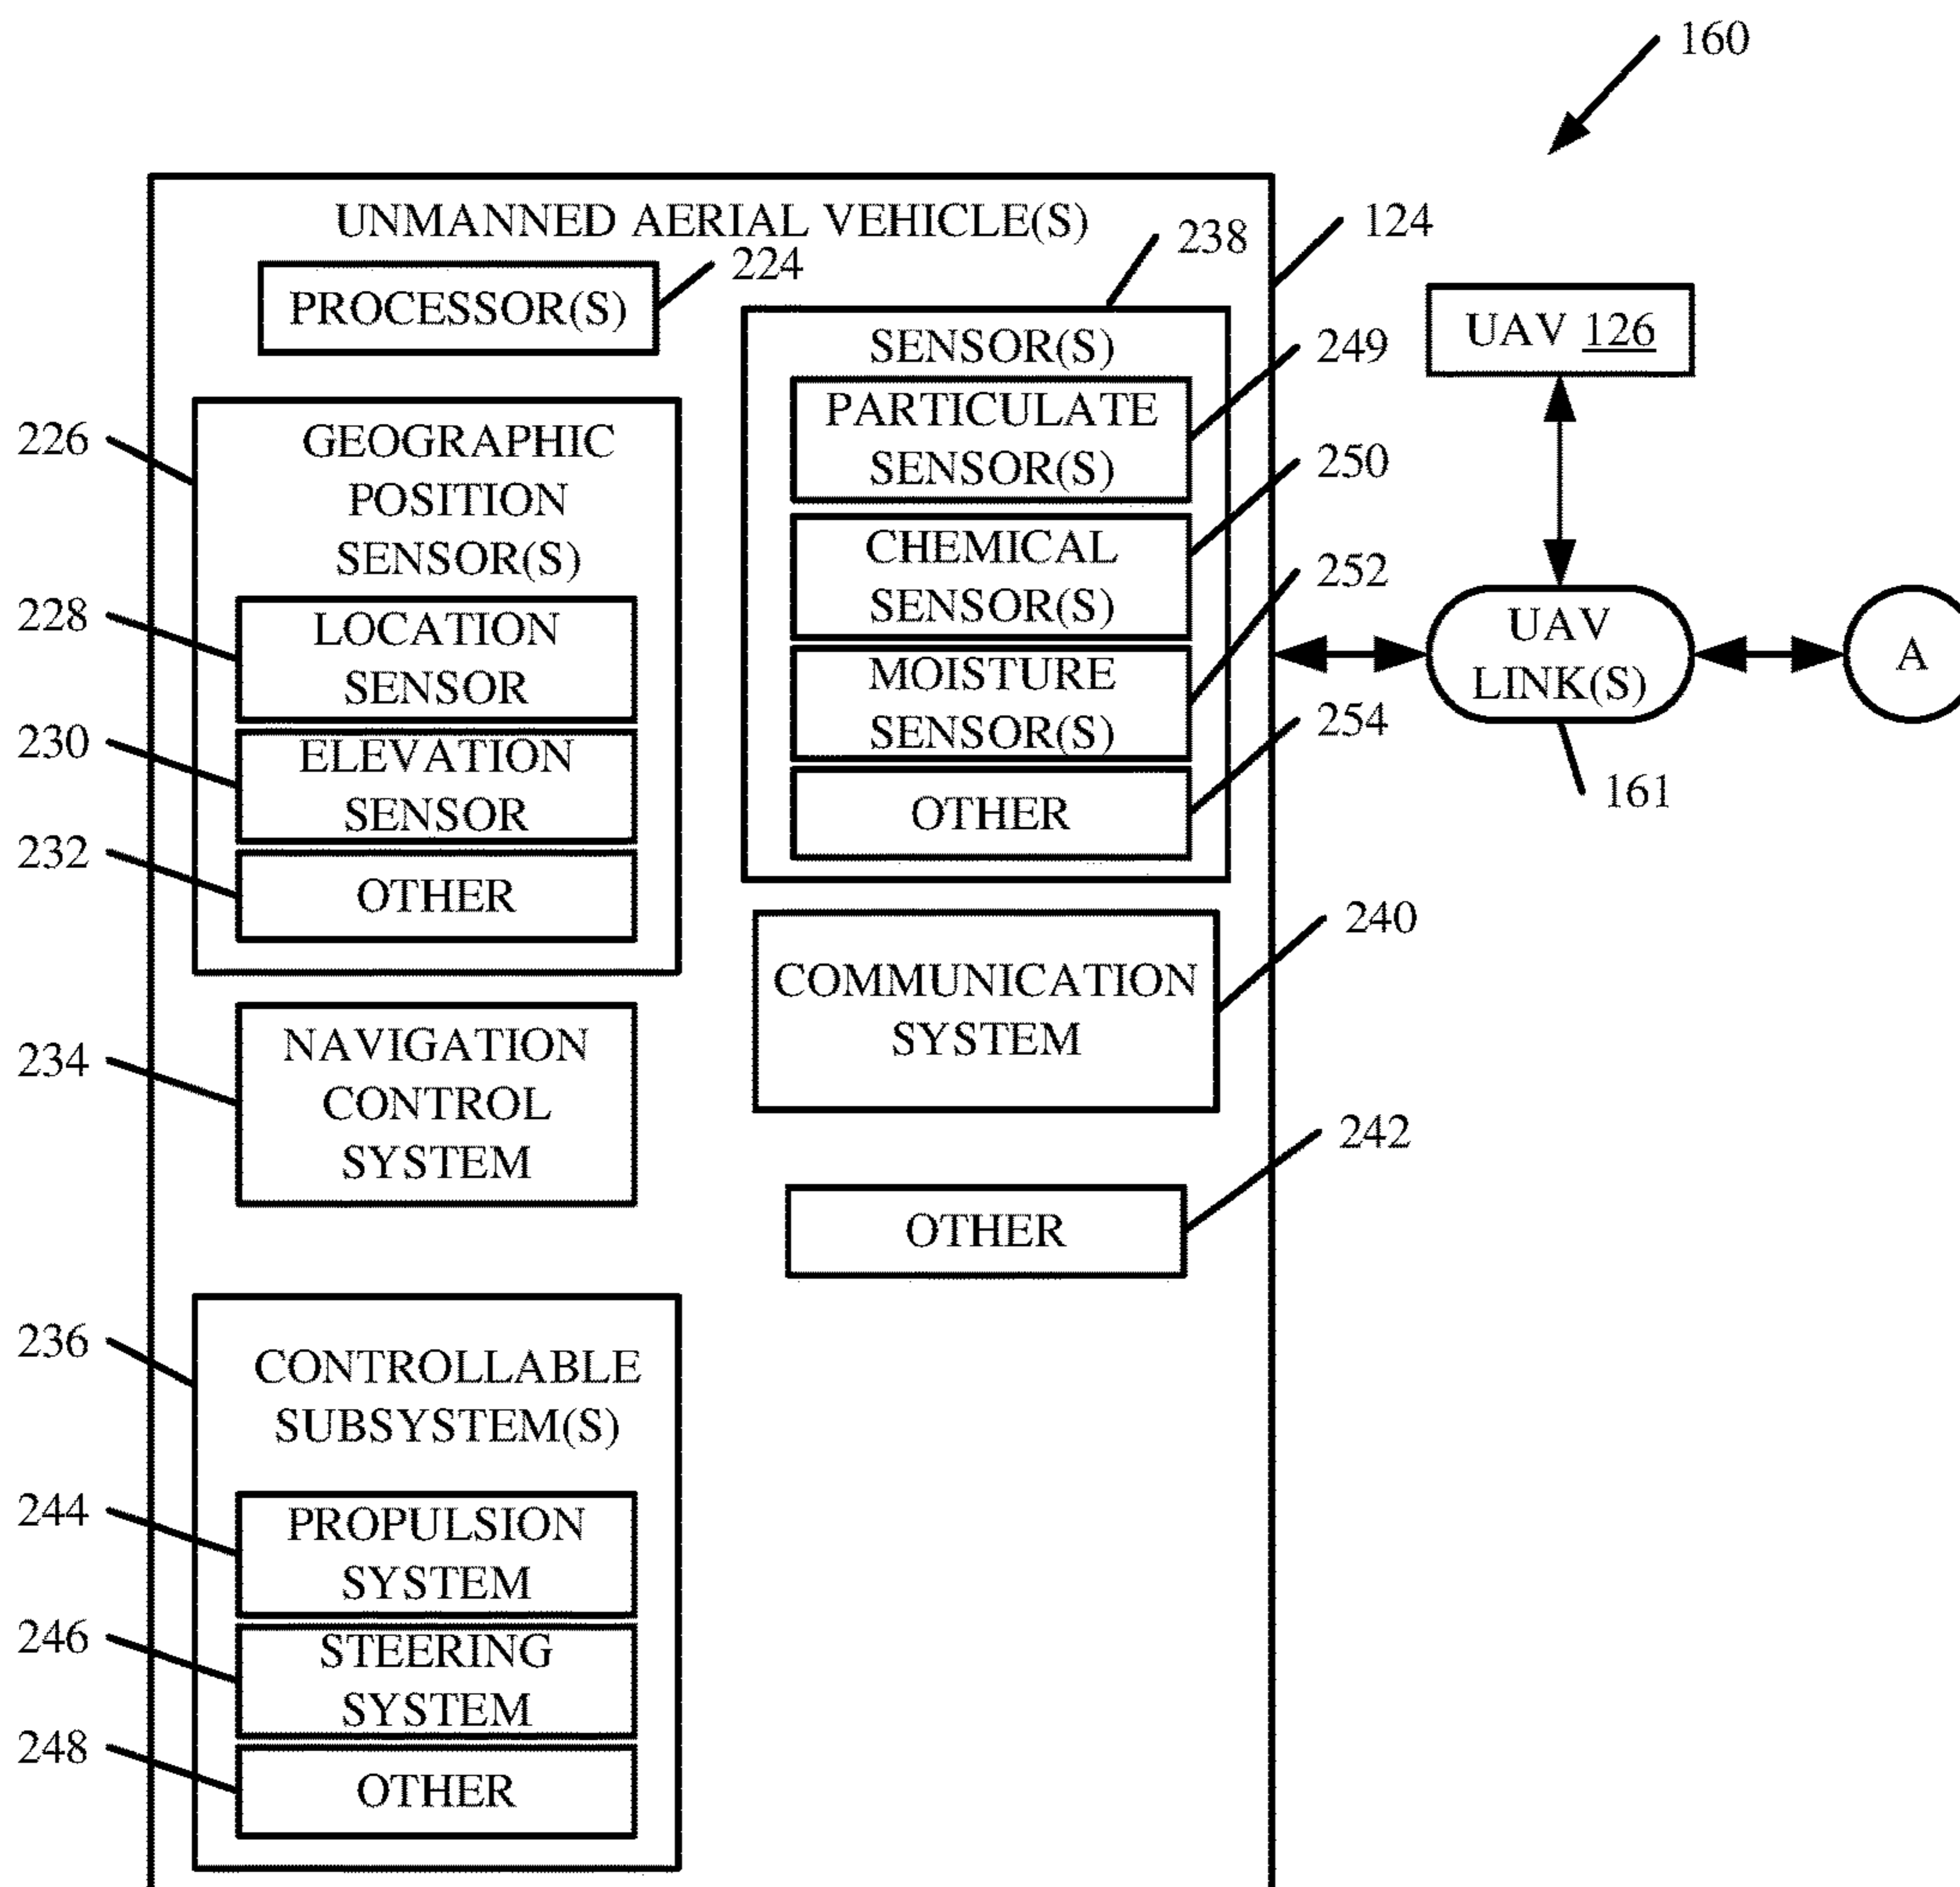 160
UNMANNED AERIAL VEHICLE(S)
124
PROCESSOR(S)
224
238
226
GEOGRAPHIC
POSITION
SENSOR(S)
228
LOCATION
SENSOR
230
ELEVATION
SENSOR
232
OTHER
234
NAVIGATION
CONTROL
SYSTEM
236
CONTROLLABLE
SUBSYSTEM(S)
244
PROPULSION
SYSTEM
246
STEERING
SYSTEM
248
OTHER
SENSOR(S)
PARTICULATE
SENSOR(S)
249
CHEMICAL
SENSOR(S)
250
MOISTURE
SENSOR(S)
252
OTHER
254
COMMUNICATION
SYSTEM
240
OTHER
242
UAV 126
UAV
LINK(S)
161
A